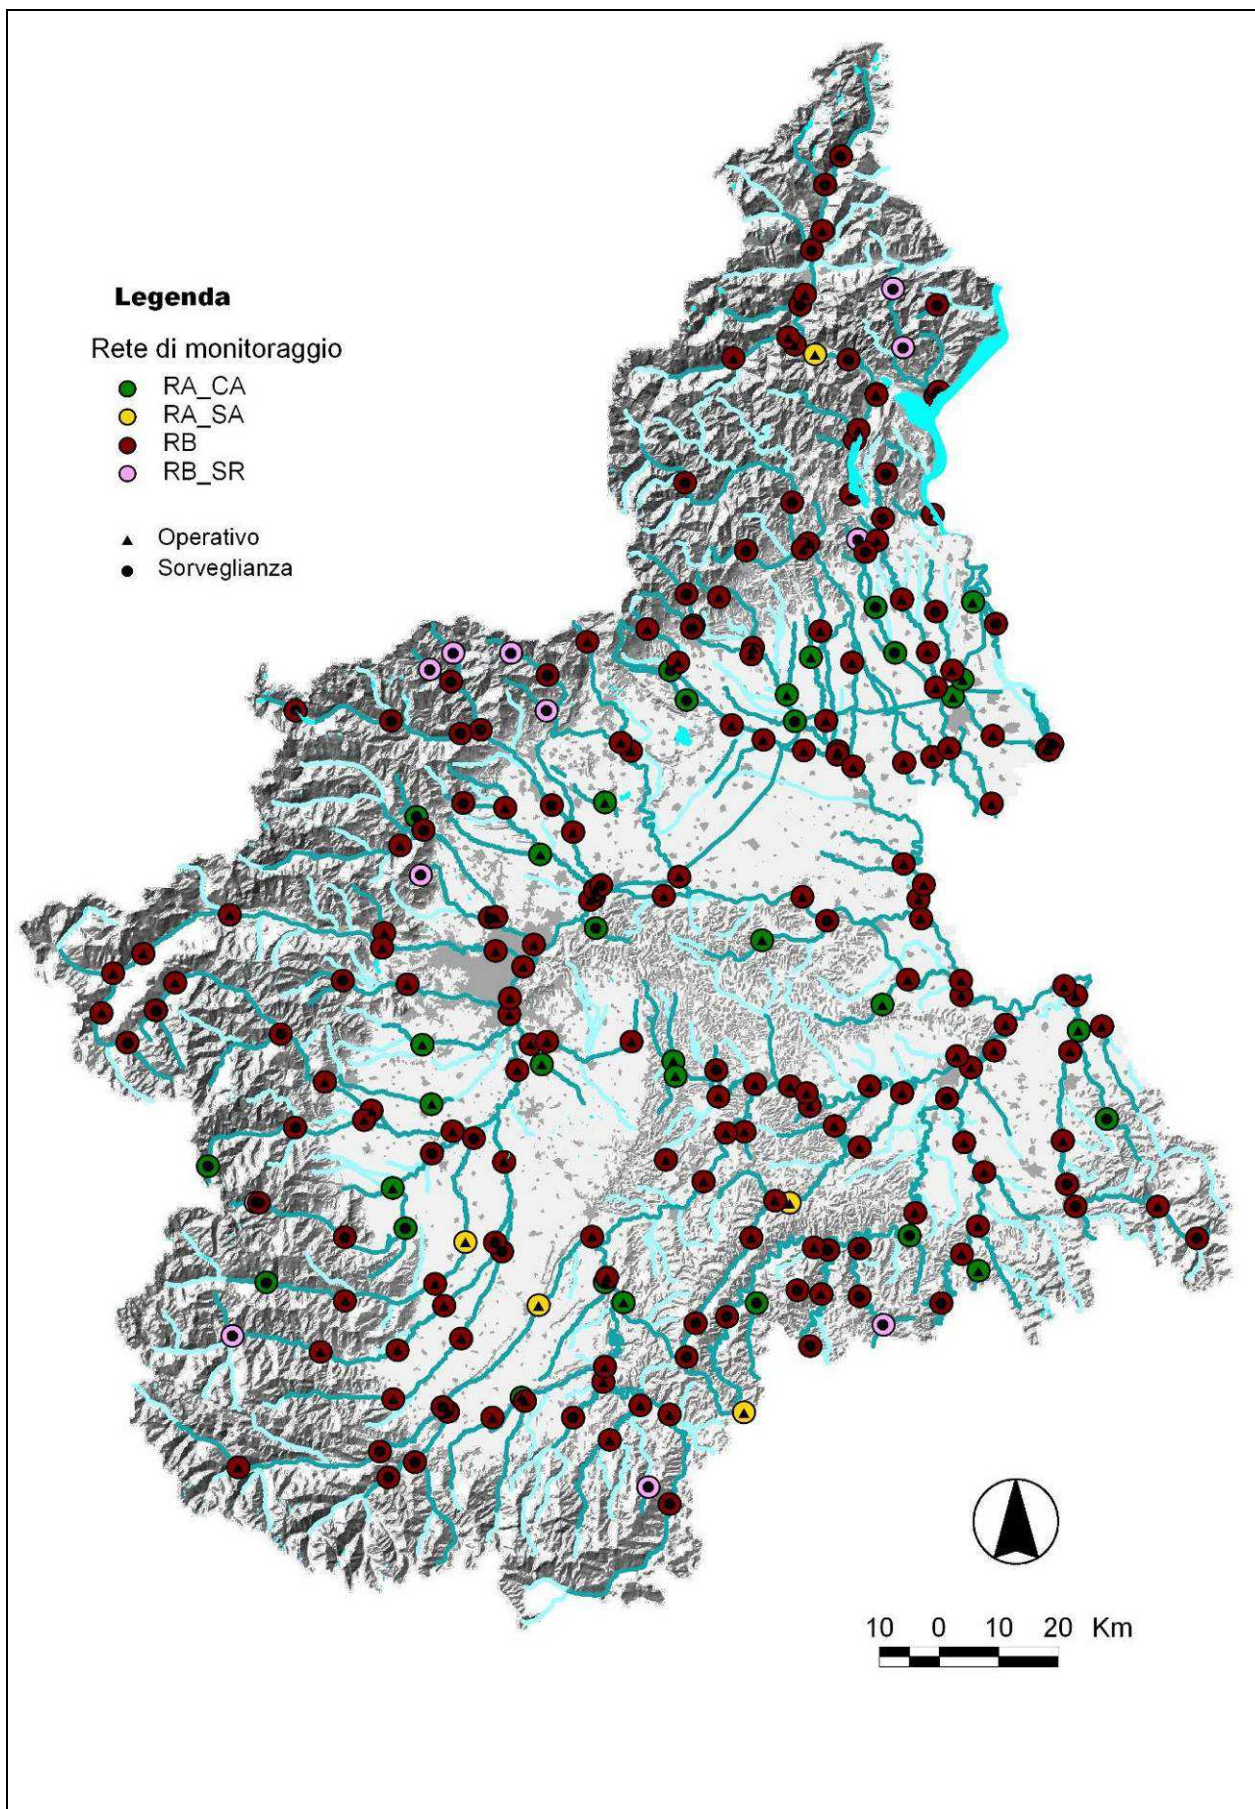 Legenda
Rete di monitoraggio
RA_CA
RA_SA
RB
RB_SR
Operativo
Sorveglianza
10 0 10 20 Km